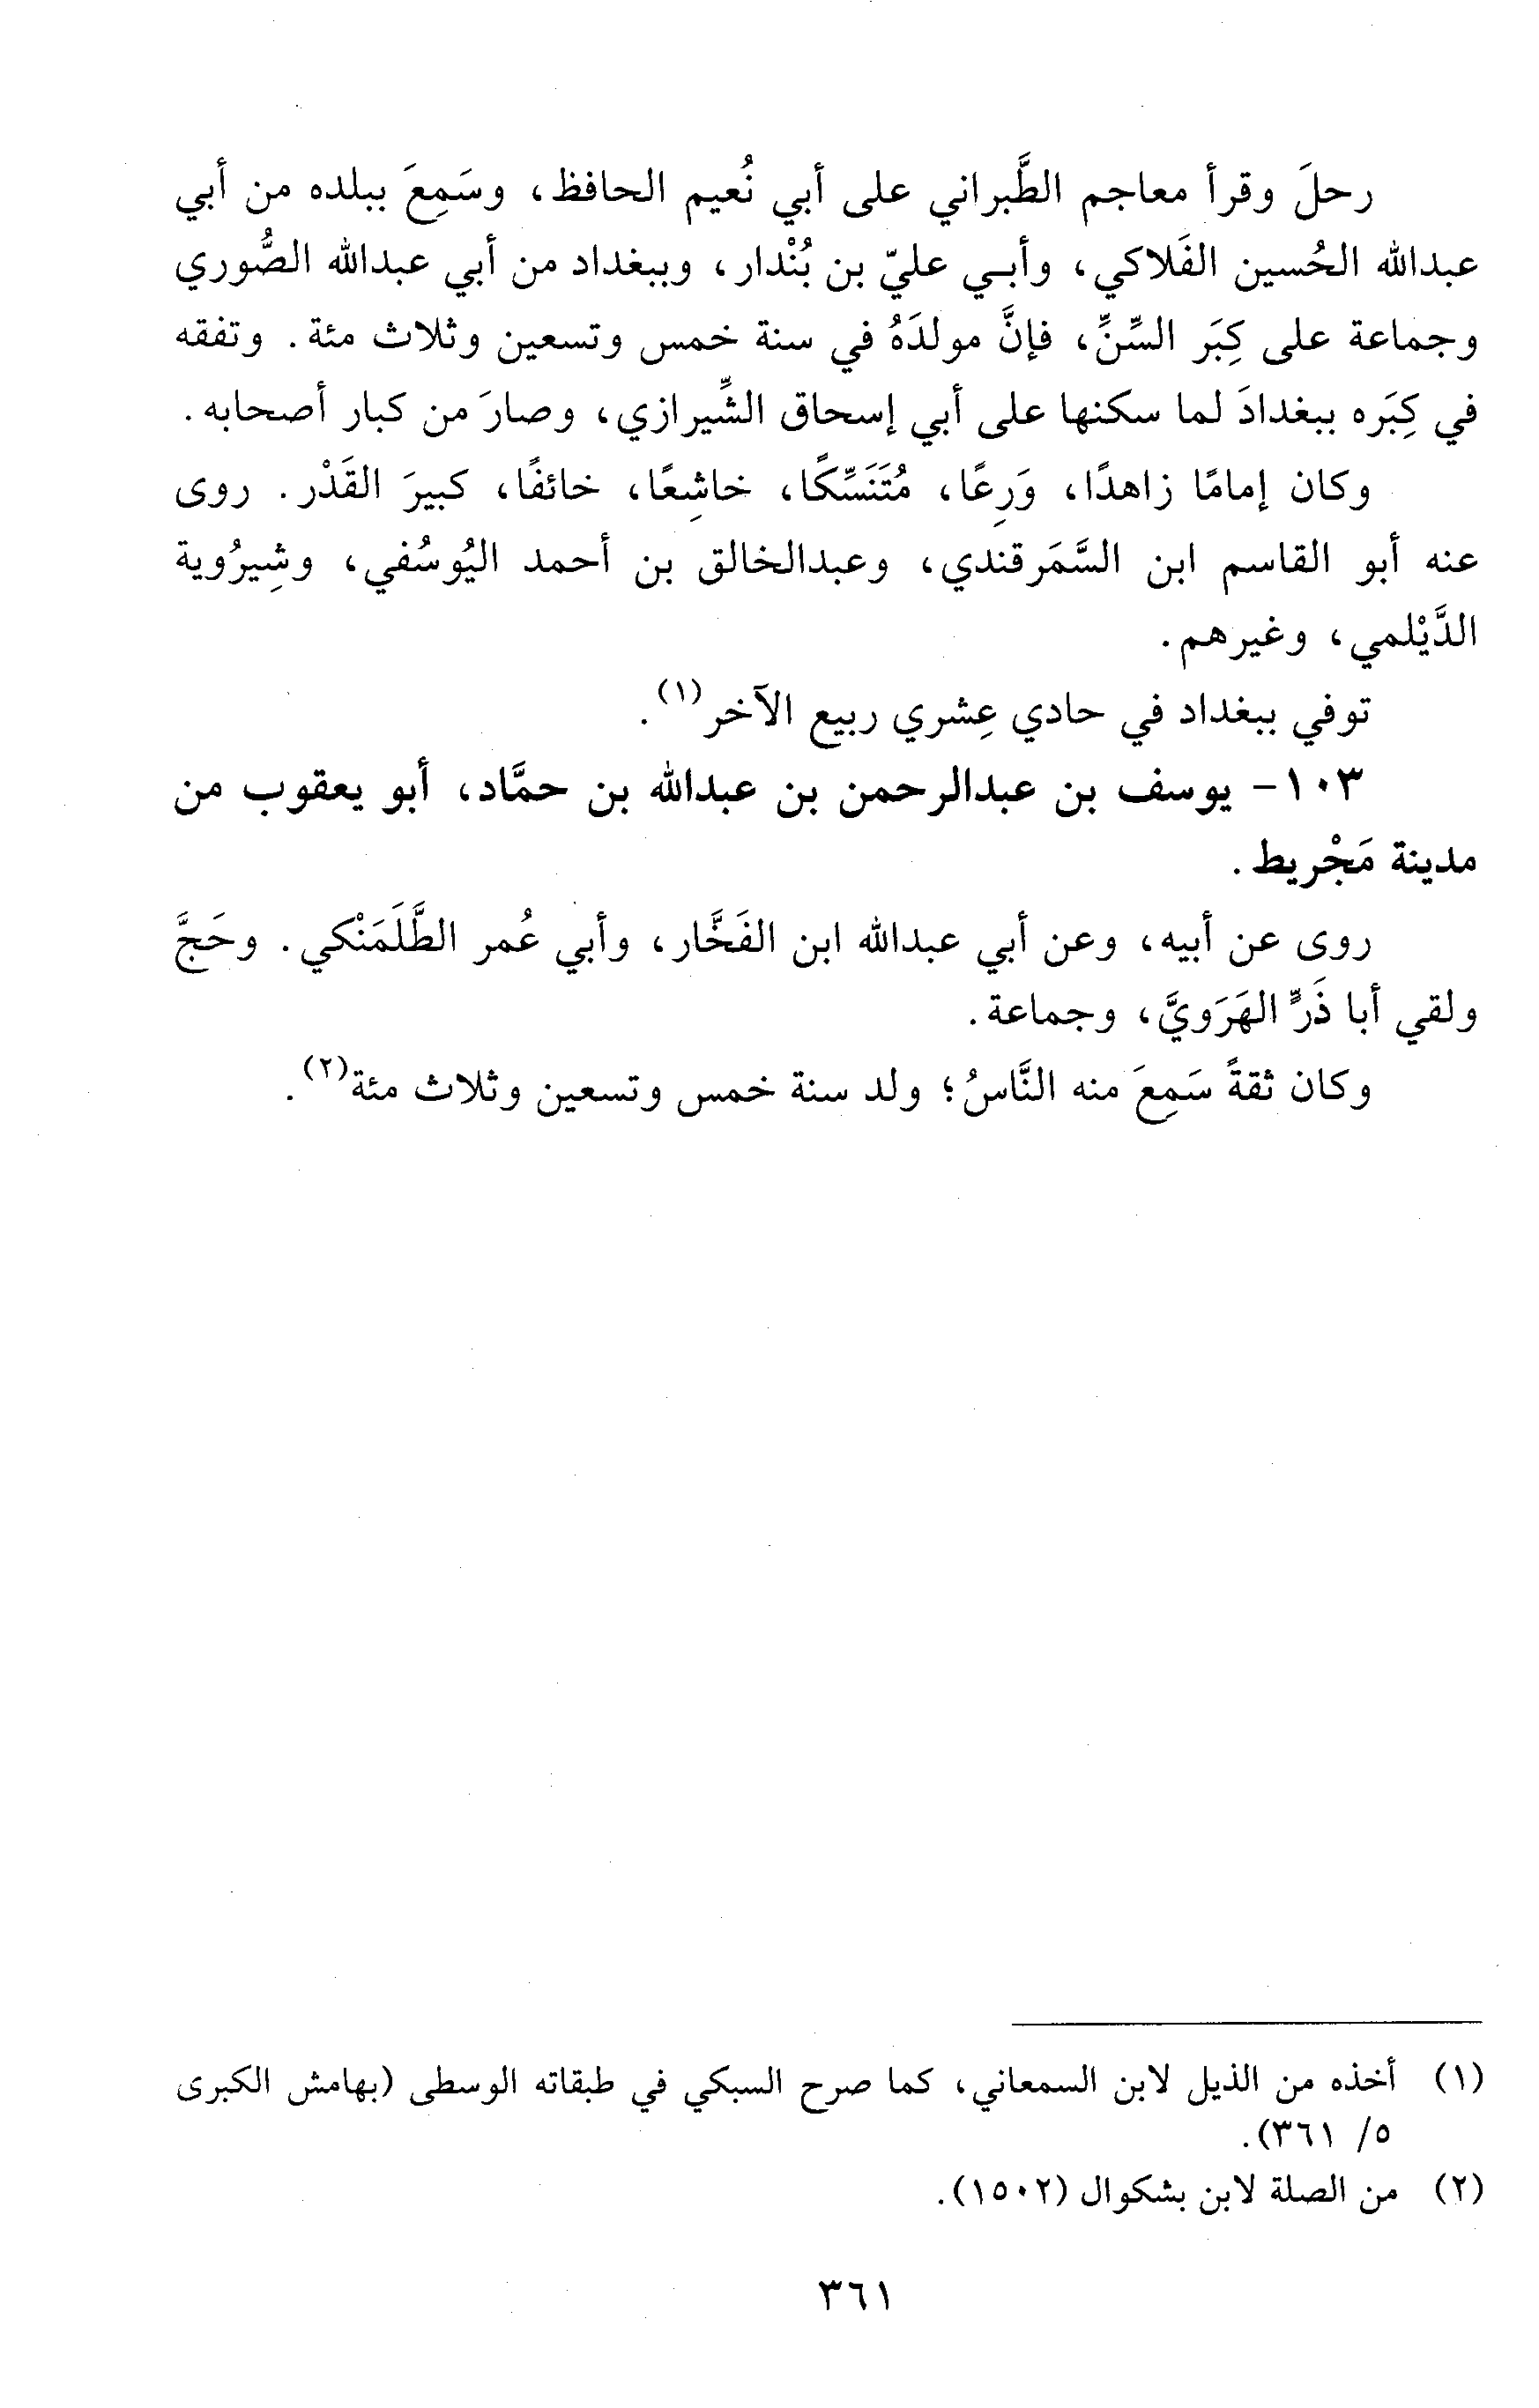 رحلَ وقرأ معاجم الطَّبراني على أبي نُعيم الحافظ، وسَمِعَ ببلده من أبي
عبدالله الحُسين الفَلاكي، وأبـي عليّ بن بُنْدار، وببغداد من أبي عبدالله الصُّوري
وجماعة على كِبَر السِّنِّ، فإنَّ مولدَهُ في سنة خمس وتسعين وثلاث مئة. وتفقه
في كِبَره ببغدادَ لما سكنها على أبي إسحاق الشِّيرازي، وصارَ من كبار أصحابه.
وكان إمامًا زاهدًا، وَرِعًا، مُتَنَسِّكًا، خاشِعًا، خائفًا، كبيرَ القَدْر. روى
عنه أبو القاسم ابن السَّمَرقندي، وعبدالخالق بن أحمد اليُوسُفي، وشِيرُوية
الدَّيْلمي، وغيرهم.
توفي ببغداد في حادي عِشري ربيع الآخر(١).
١٠٣- يوسف بن عبدالرحمن بن عبدالله بن حمَّاد، أبو يعقوب من
مدينة مَجْريط.
روى عن أبيه، وعن أبي عبدالله ابن الفَخَّار، وأبي عُمر الطَّلَمَنْكي. وحَجَّ
ولقي أبا ذَرٍّ الهَرَويَّ، وجماعة.
وكان ثقةً سَمِعَ منه النَّاسُ؛ ولد سنة خمس وتسعين وثلاث مئة(٢).
(١) أخذه من الذيل لابن السمعاني، كما صرح السبكي في طبقاته الوسطى (بهامش الكبرى
٥/ ٣٦١).
(٢) من الصلة لابن بشكوال (١٥٠٢).
٣٦١